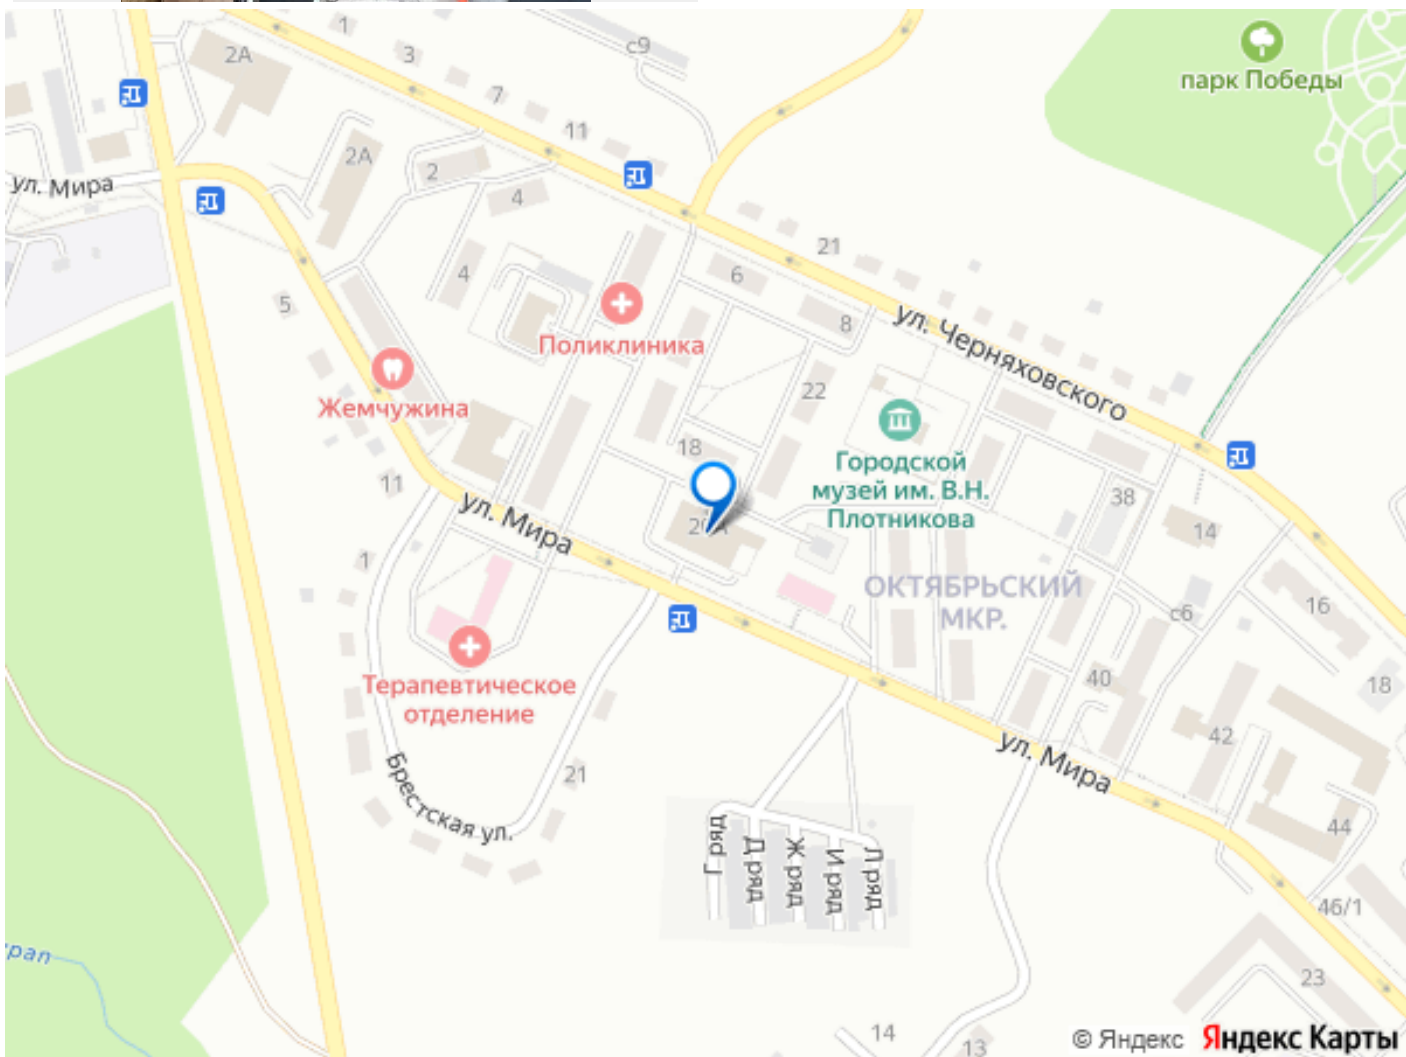 1
с9
2А
3
парк Победы
7
11
2А
2
ул. Мира
4
21
4
6
5
8
ул. Черняховского
Поликлиника
22
Жемчужина
18
Городской
музей им. В.Н.
Плотникова
11
38
ул. Мира
20А
14
1
ОКТЯБРЬСКИЙ
МКР.
16
с6
Терапевтическое
отделение
40
18
42
ул. Мира
21
Брестская ул.
Г ряд
Д ряд
Ж ряд
И ряд
Л ряд
44
46/1
23
14
13
© Яндекс Яндекс Карты